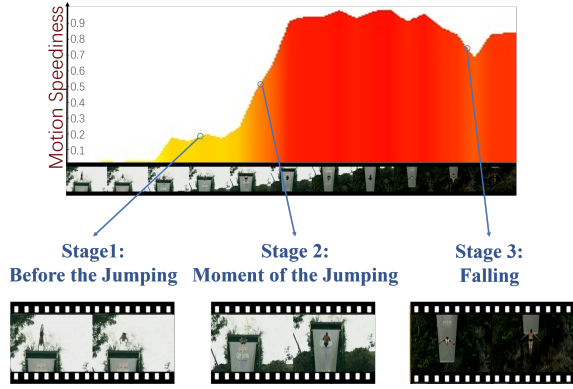 Motion Speediness
0.9
0.8
0.7
0.6
0.5
0.4
0.3
0.2
0.1
Stage1:
Before the Jumping
Stage 2:
Moment of the Jumping
Stage 3:
Falling